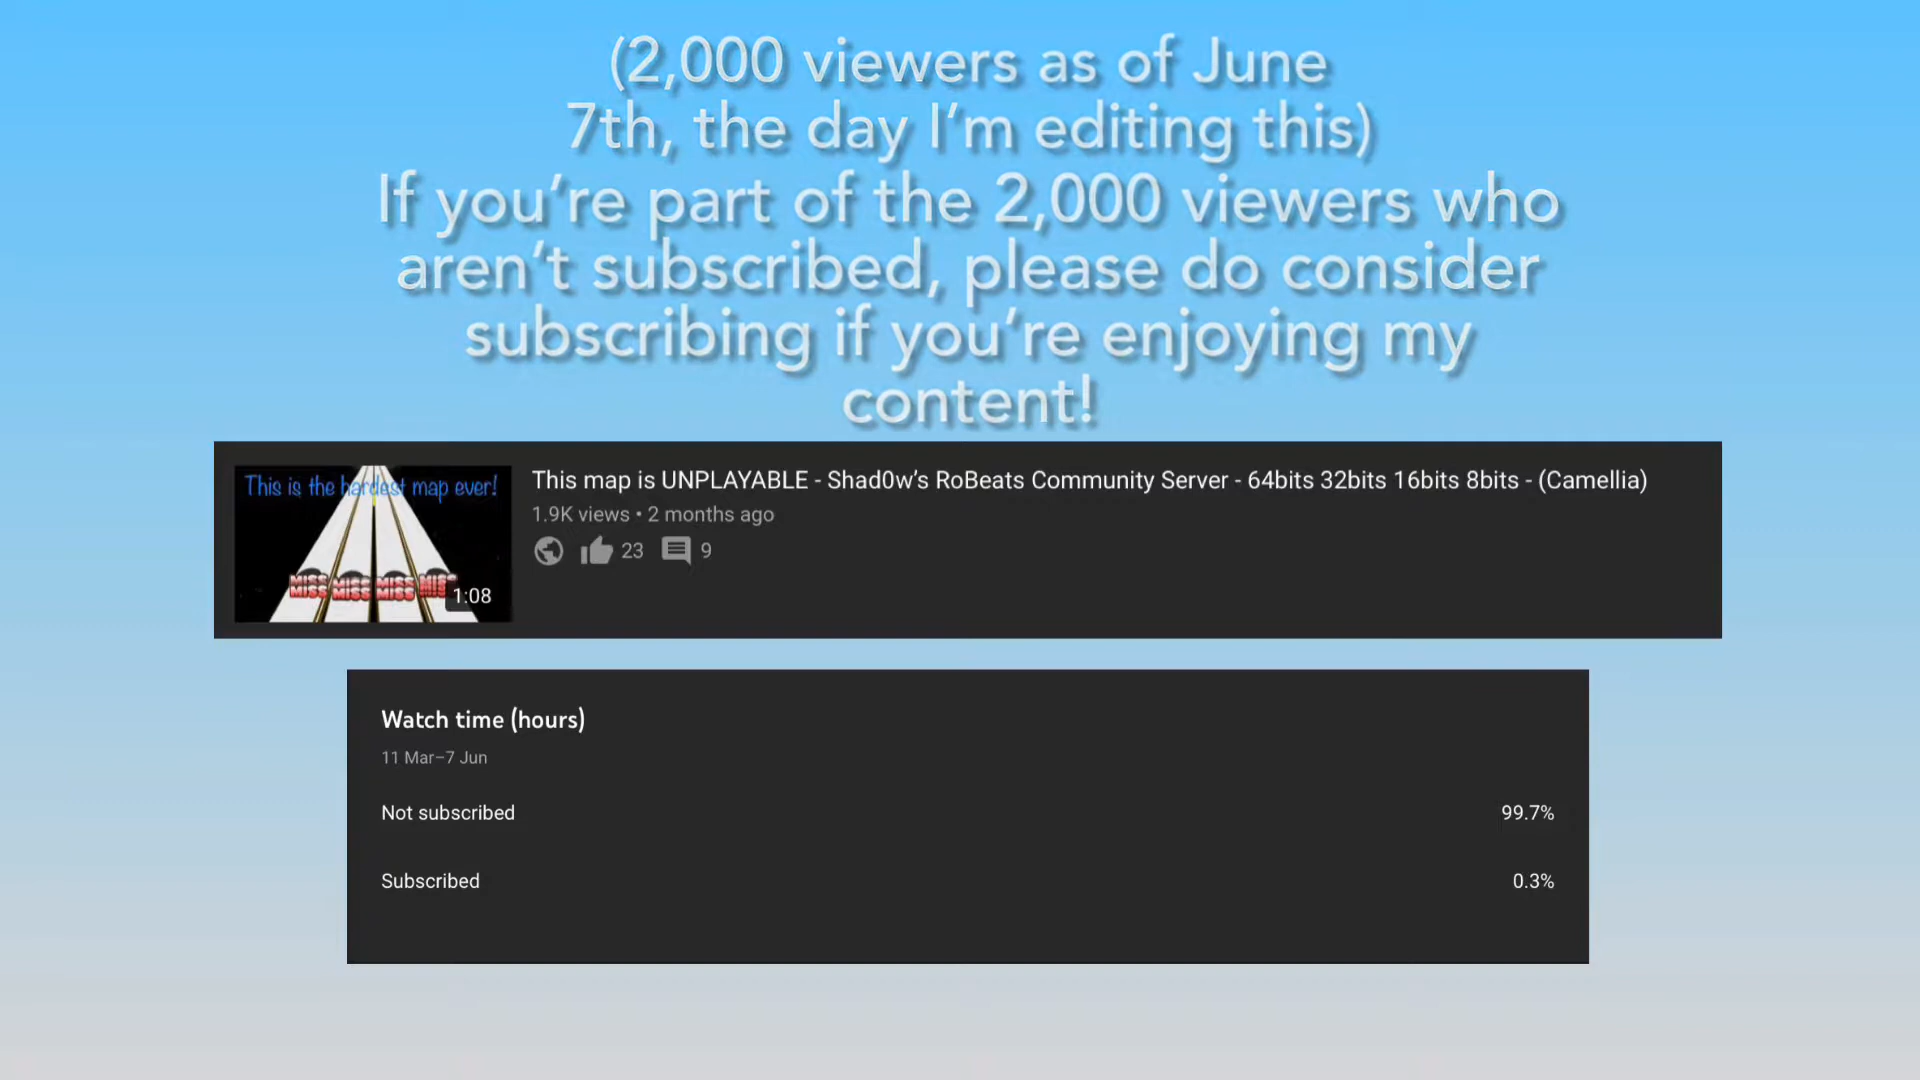 (2,000 viewers as of June
7th, the day I’m editing this)
If you’re part of the 2,000 viewers who
aren’t subscribed, please do consider
subscribing if you’re enjoying my
content!
This is the hardest map ever!
MISS MISS MISS MIS
MISS MISS MISS MIS
1:08
This map is UNPLAYABLE - Shad0w’s RoBeats Community Server - 64bits 32bits 16bits 8bits - (Camellia)
1.9K views • 2 months ago
23 9
Watch time (hours)
11 Mar–7 Jun
Not subscribed 99.7%
Subscribed 0.3%